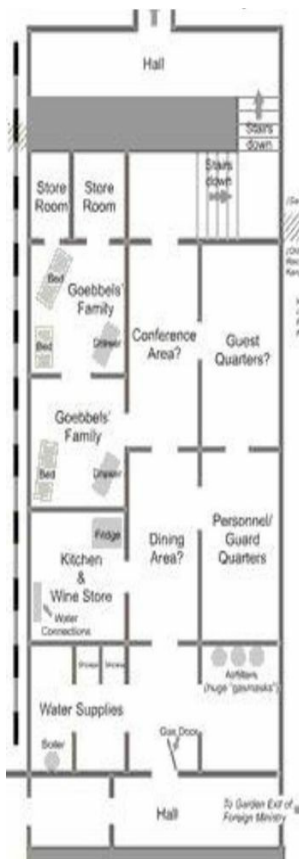 Hall
Stairs
down
Stairs
down
Store
Room
Store
Room
Bed
Goebbels'
Family
Bed
Drawer
Conference
Area?
Guest
Quarters?
Goebbels'
Family
Bed
Drawer
Fridge
Kitchen
&
Wine Store
Water
Connections
Dining
Area?
Personnel/
Guard
Quarters
Airfilters
(huge "gasmasks")
Water Supplies
Boiler
Gas Door
Hall
To Garden Exit of
Foreign Ministry